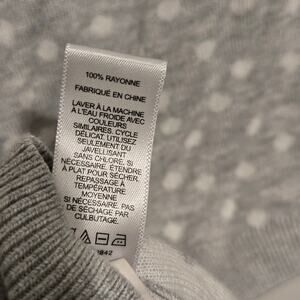 100% RAYONNE
FABRIQUÉ EN CHINE
LAVER À LA MACHINE
À L'EAU FROIDE AVEC
COULEURS
SIMILAIRES. CYCLE
DÉLICAT. UTILISEZ
SEULEMENT DU
JAVELLISANT
SANS CHLORE, SI
NÉCESSAIRE. ÉTENDRE
À PLAT POUR SÉCHER.
REPASSAGE À
TEMPÉRATURE
MOYENNE
SI NÉCESSAIRE. PAS
DE SÉCHAGE PAR
CULBUTAGE.